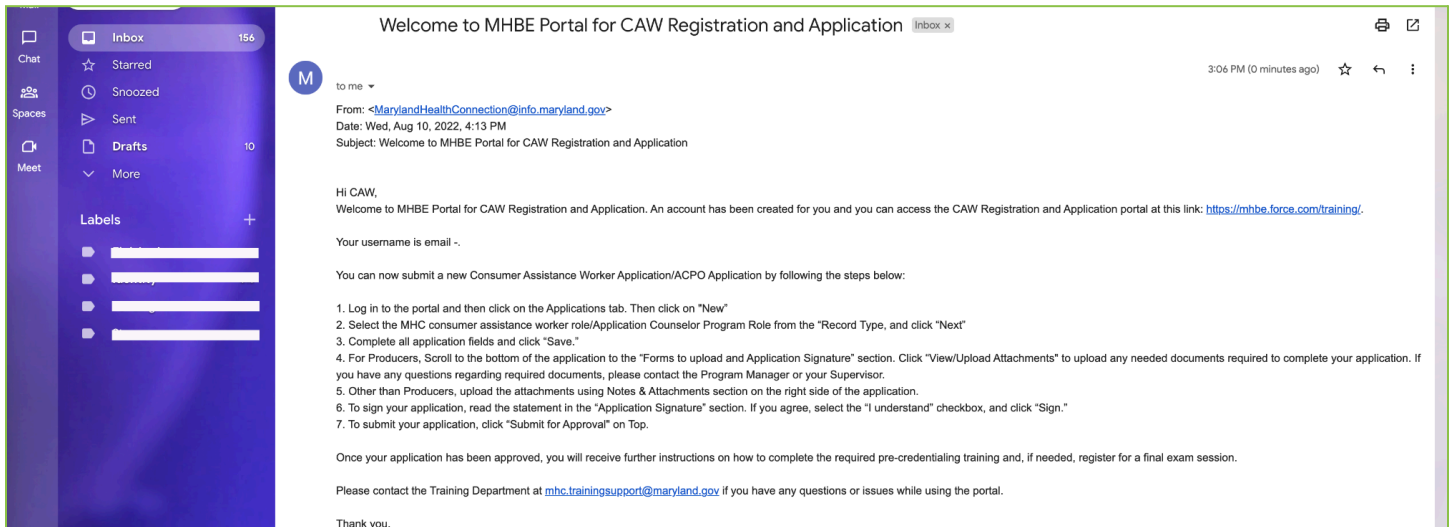 Welcome to MHBE Portal for CAW Registration and Application Inbox x
Chat
Spaces
Meet
Inbox 156
Starred
Snoozed
Sent
Drafts 10
More
Labels +
M
3:06 PM (0 minutes ago)
to me
From: <MarylandHealthConnection@info.maryland.gov>
Date: Wed, Aug 10, 2022, 4:13 PM
Subject: Welcome to MHBE Portal for CAW Registration and Application
Hi CAW,
Welcome to MHBE Portal for CAW Registration and Application. An account has been created for you and you can access the CAW Registration and Application portal at this link: https://mhbe.force.com/training/.
Your username is email -.
You can now submit a new Consumer Assistance Worker Application/ACPO Application by following the steps below:
1. Log in to the portal and then click on the Applications tab. Then click on "New"
2. Select the MHC consumer assistance worker role/Application Counselor Program Role from the "Record Type, and click "Next"
3. Complete all application fields and click "Save."
4. For Producers, Scroll to the bottom of the application to the "Forms to upload and Application Signature" section. Click "View/Upload Attachments" to upload any needed documents required to complete your application. If
you have any questions regarding required documents, please contact the Program Manager or your Supervisor.
5. Other than Producers, upload the attachments using Notes & Attachments section on the right side of the application.
6. To sign your application, read the statement in the "Application Signature" section. If you agree, select the "I understand" checkbox, and click "Sign."
7. To submit your application, click "Submit for Approval" on Top.
Once your application has been approved, you will receive further instructions on how to complete the required pre-credentialing training and, if needed, register for a final exam session.
Please contact the Training Department at mhc.trainingsupport@maryland.gov if you have any questions or issues while using the portal.
Thank you,